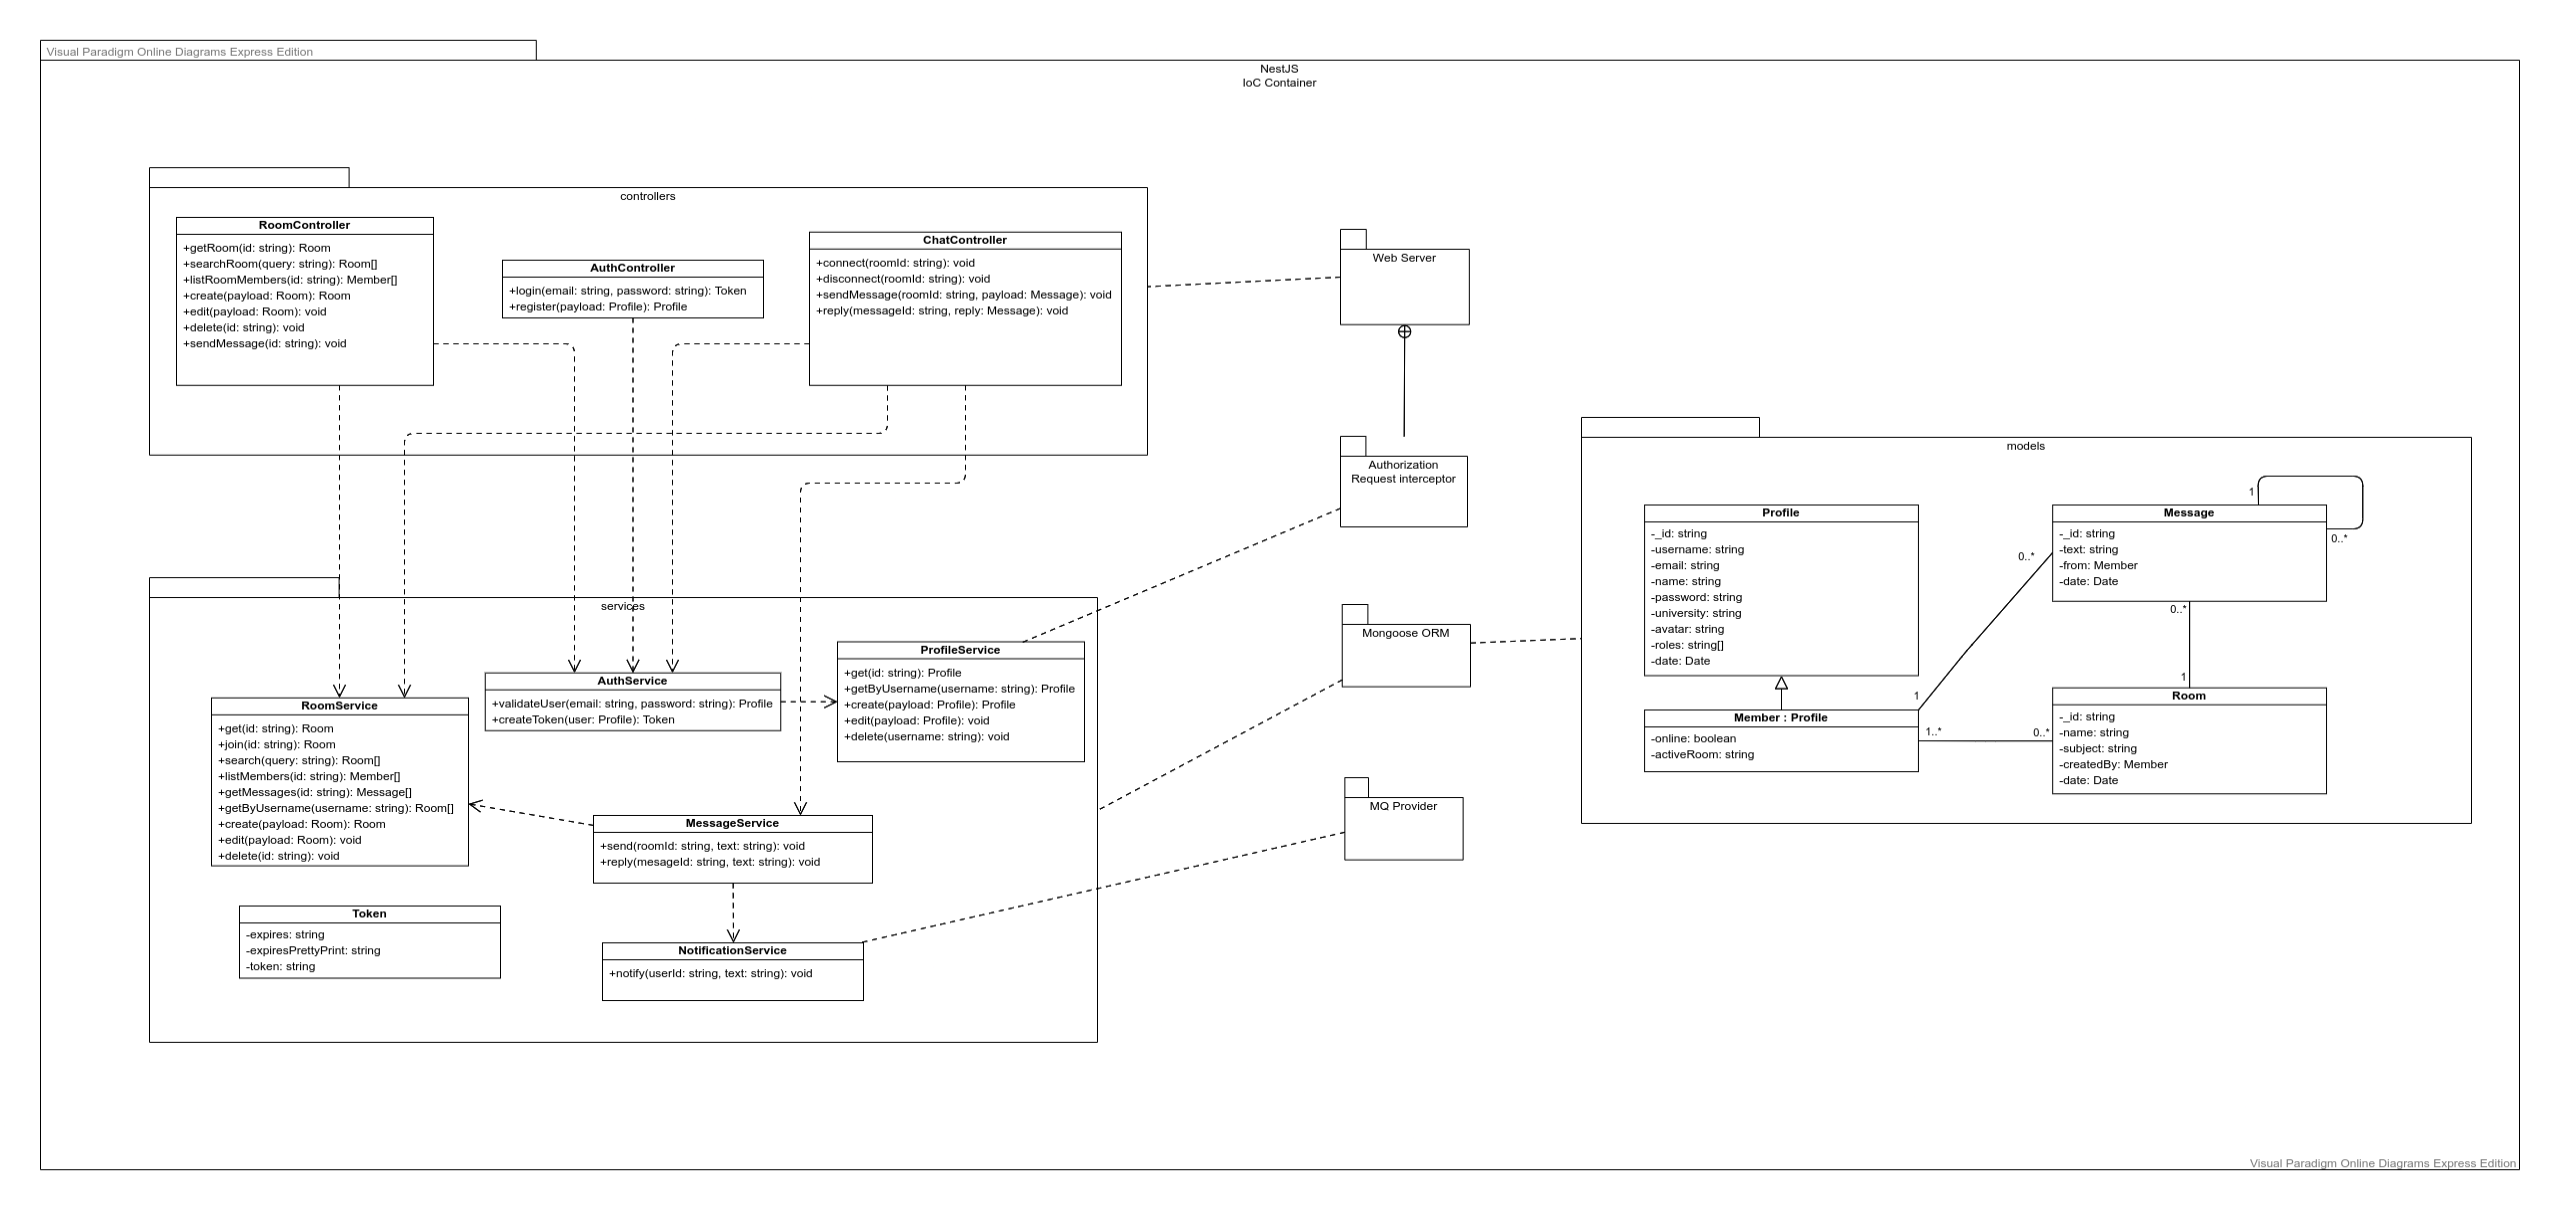 Visual Paradigm Online Diagrams Express Edition
NestJS
IoC Container
controllers
RoomController
+getRoom(id: string): Room
+searchRoom(query: string): Room[]
+listRoomMembers(id: string): Member[]
+create(payload: Room): Room
+edit(payload: Room): void
+delete(id: string): void
+sendMessage(id: string): void
AuthController
+login(email: string, password: string): Token
+register(payload: Profile): Profile
ChatController
+connect(roomId: string): void
+disconnect(roomId: string): void
+sendMessage(roomId: string, payload: Message): void
+reply(messageId: string, reply: Message): void
Web Server
Authorization
Request interceptor
Mongoose ORM
MQ Provider
services
RoomService
+get(id: string): Room
+join(id: string): Room
+search(query: string): Room[]
+listMembers(id: string): Member[]
+getMessages(id: string): Message[]
+getByUsername(username: string): Room[]
+create(payload: Room): Room
+edit(payload: Room): void
+delete(id: string): void
AuthService
+validateUser(email: string, password: string): Profile
+createToken(user: Profile): Token
ProfileService
+get(id: string): Profile
+getByUsername(username: string): Profile
+create(payload: Profile): Profile
+edit(payload: Profile): void
+delete(username: string): void
MessageService
+send(roomId: string, text: string): void
+reply(mesageId: string, text: string): void
Token
-expires: string
-expiresPrettyPrint: string
-token: string
NotificationService
+notify(userId: string, text: string): void
models
Profile
-_id: string
-username: string
-email: string
-name: string
-password: string
-university: string
-avatar: string
-roles: string[]
-date: Date
Member : Profile
-online: boolean
-activeRoom: string
1
0..*
Message
-_id: string
-text: string
-from: Member
-date: Date
0..*
1
0..*
1
1..*
0..*
Room
-_id: string
-name: string
-subject: string
-createdBy: Member
-date: Date
Visual Paradigm Online Diagrams Express Edition